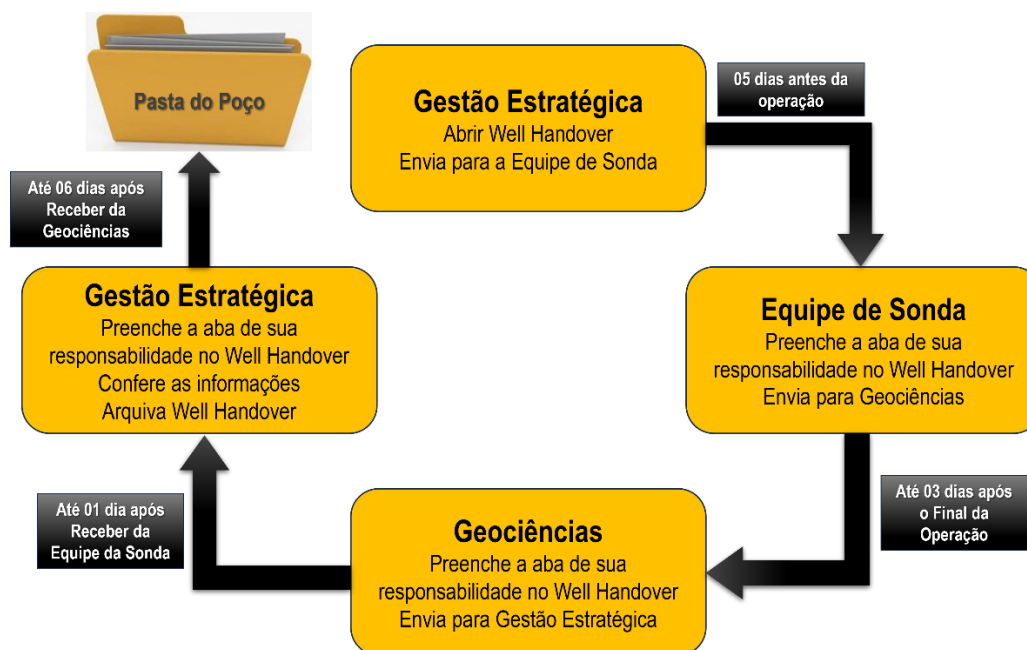 Pasta do Poço
Gestão Estratégica
Abrir Well Handover
Envia para a Equipe de Sonda
05 dias antes da
operação
Equipe de Sonda
Preenche a aba de sua
responsabilidade no Well Handover
Envia para Geociências
Até 03 dias após
o Final da
Operação
Geociências
Preenche a aba de sua
responsabilidade no Well Handover
Envia para Gestão Estratégica
Até 01 dia após
Receber da
Equipe da Sonda
Gestão Estratégica
Preenche a aba de sua
responsabilidade no Well Handover
Confere as informações
Arquiva Well Handover
Até 06 dias após
Receber da
Geociências